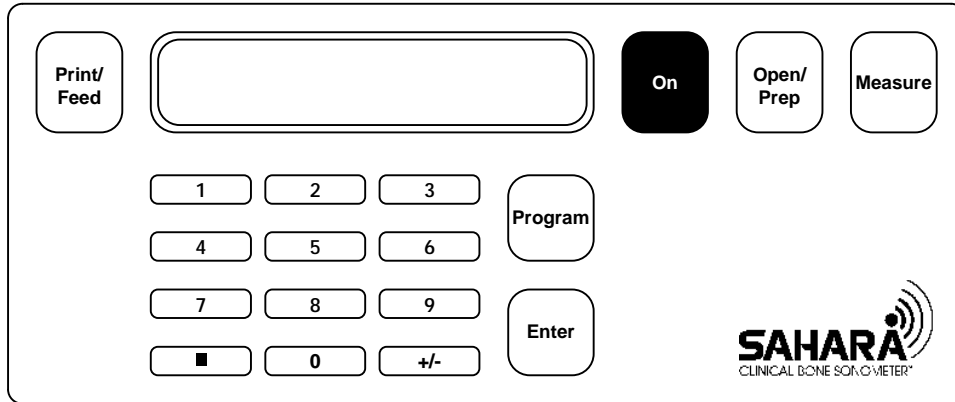 Print/
Feed
On
Open/
Prep
Measure
1 2 3
Program
4 5 6
7 8 9
Enter
0 +/-
SAHARA
CLINICAL BONE SONOMETER™